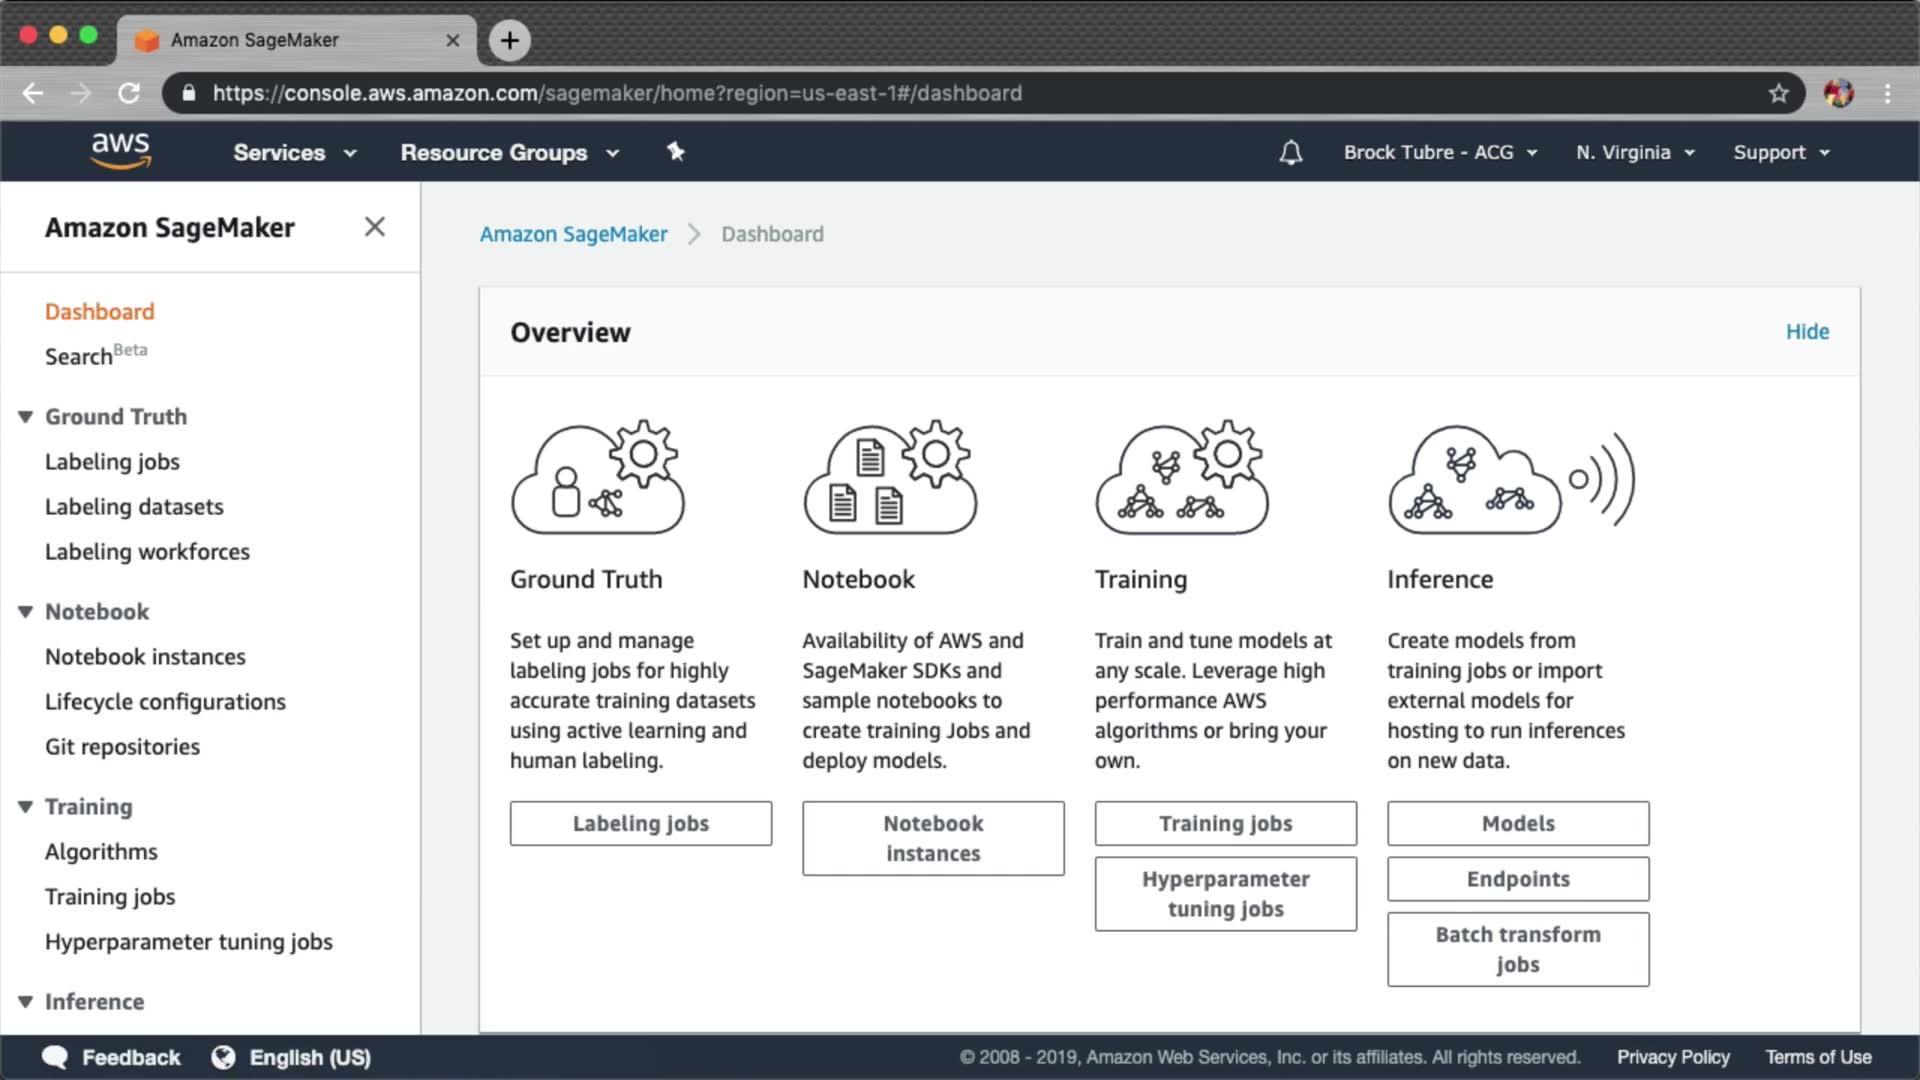 Amazon SageMaker
https://console.aws.amazon.com/sagemaker/home?region=us-east-1#/dashboard
aws
Services
Resource Groups
Brock Tubre - ACG
N. Virginia
Support
Amazon SageMaker
Dashboard
Search Beta
Ground Truth
Labeling jobs
Labeling datasets
Labeling workforces
Notebook
Notebook instances
Lifecycle configurations
Git repositories
Training
Algorithms
Training jobs
Hyperparameter tuning jobs
Inference
Amazon SageMaker
Dashboard
Overview
Hide
Ground Truth
Set up and manage
labeling jobs for highly
accurate training datasets
using active learning and
human labeling.
Labeling jobs
Notebook
Availability of AWS and
SageMaker SDKs and
sample notebooks to
create training Jobs and
deploy models.
Notebook
instances
Training
Train and tune models at
any scale. Leverage high
performance AWS
algorithms or bring your
own.
Training jobs
Hyperparameter
tuning jobs
Inference
Create models from
training jobs or import
external models for
hosting to run inferences
on new data.
Models
Endpoints
Batch transform
jobs
Feedback
English (US)
© 2008 - 2019, Amazon Web Services, Inc. or its affiliates. All rights reserved.
Privacy Policy
Terms of Use